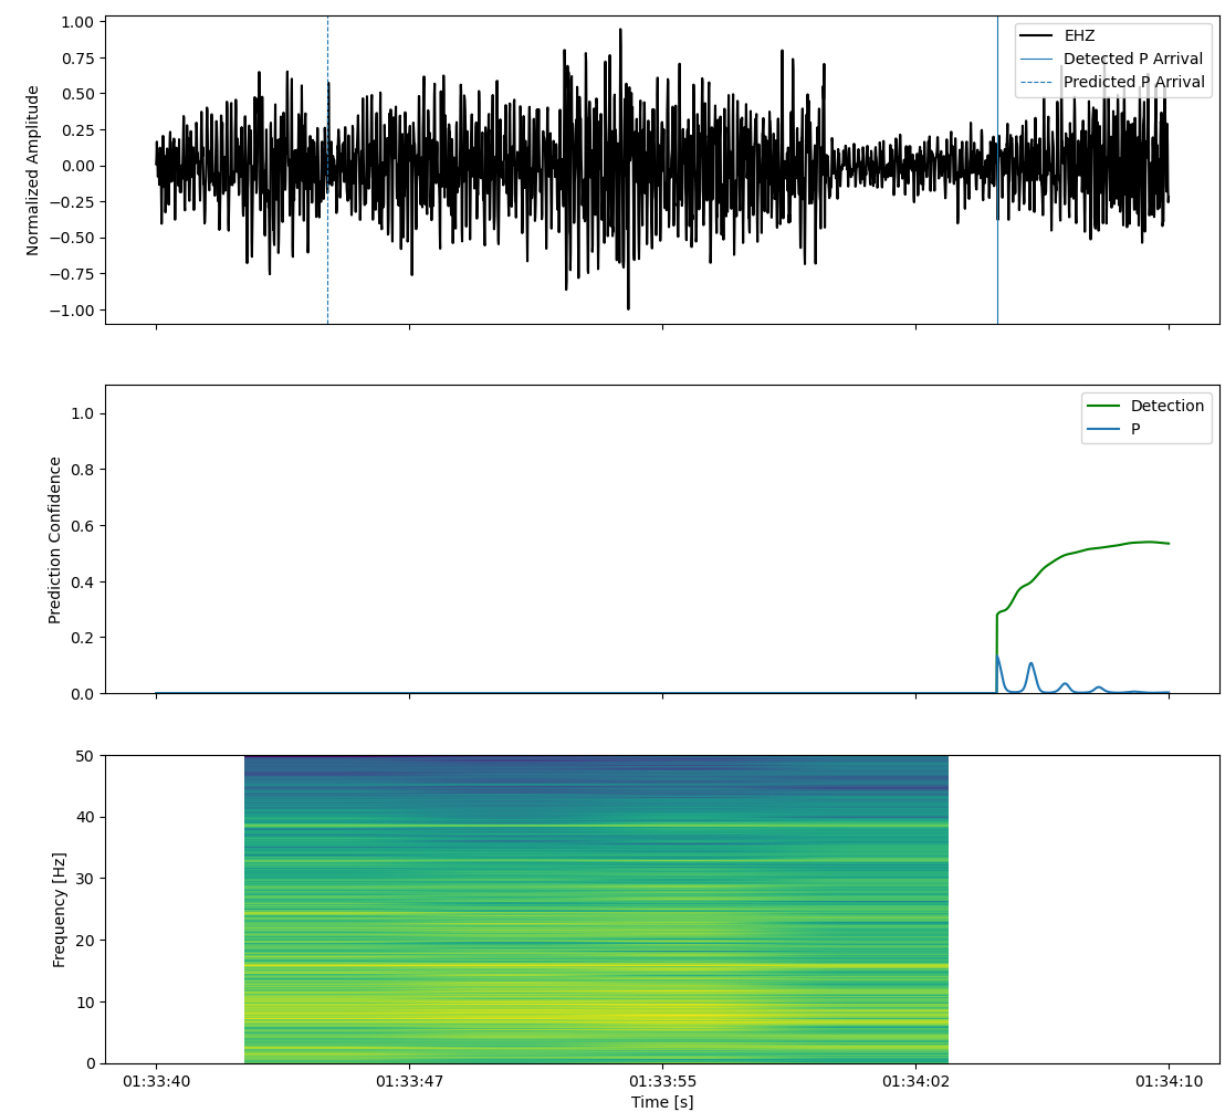 1.00
0.75
0.50
0.25
0.00
−0.25
−0.50
−0.75
−1.00
Normalized Amplitude
EHZ
Detected P Arrival
Predicted P Arrival
1.0
0.8
0.6
0.4
0.2
0.0
Prediction Confidence
Detection
P
50
40
30
20
10
0
Frequency [Hz]
01:33:40 01:33:47 01:33:55 01:34:02 01:34:10
Time [s]